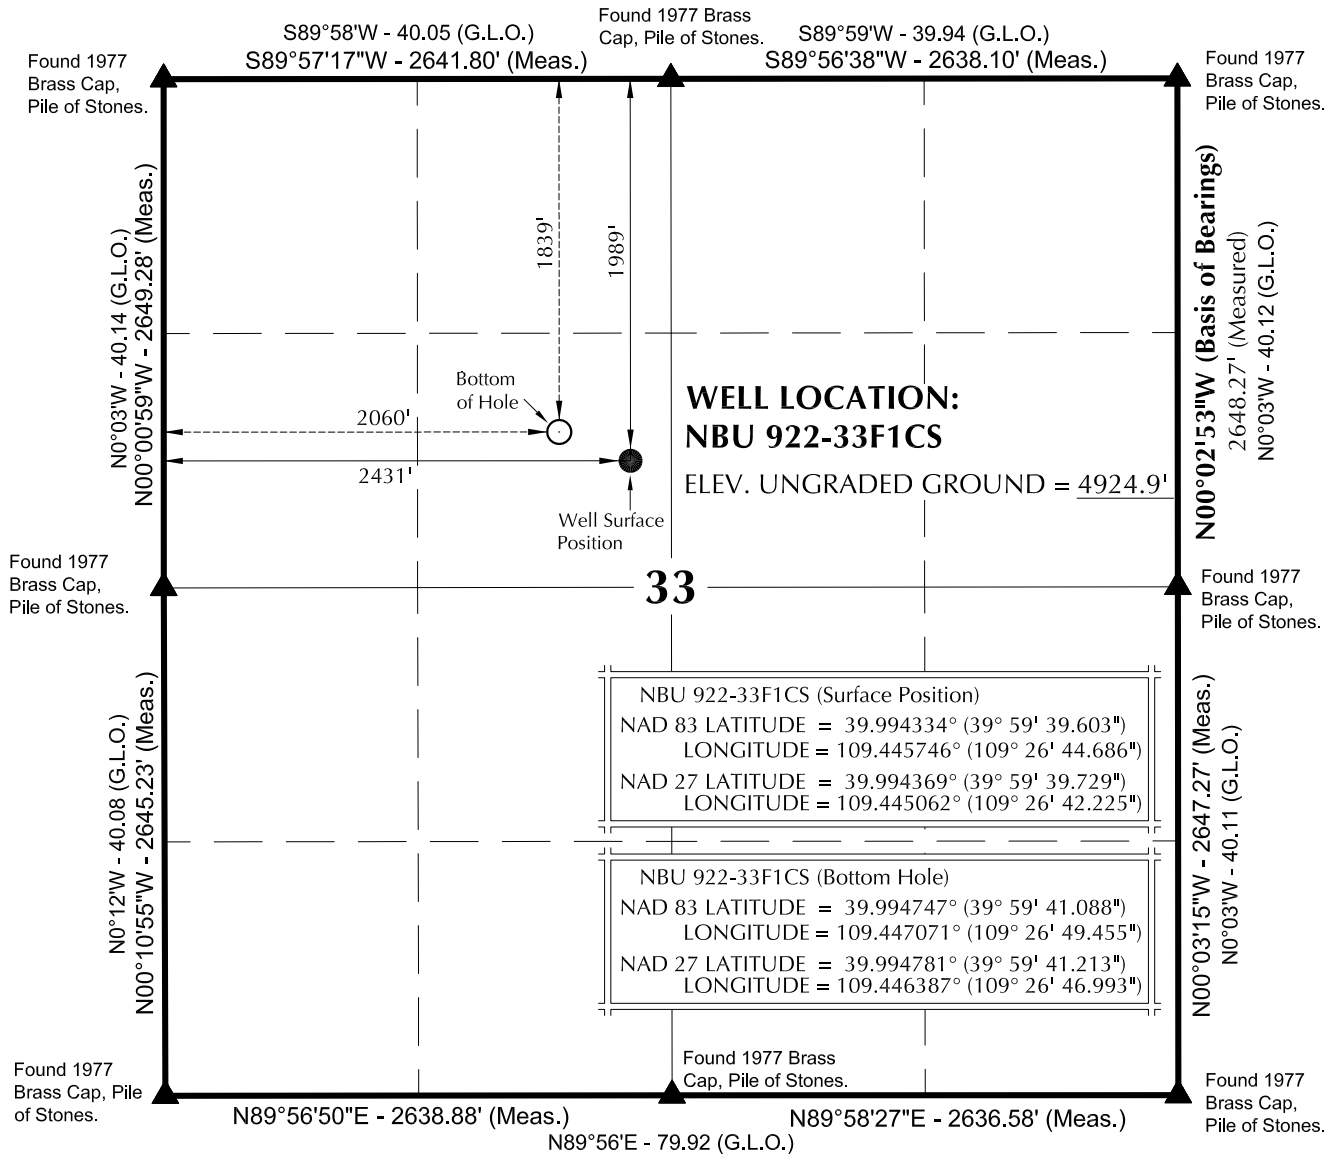 Found 1977 Brass
Cap, Pile of Stones.
S89°58'W - 40.05 (G.L.O.)
S89°57'17"W - 2641.80' (Meas.)
S89°59'W - 39.94 (G.L.O.)
S89°56'38"W - 2638.10' (Meas.)
Found 1977
Brass Cap,
Pile of Stones.
Found 1977
Brass Cap,
Pile of Stones.
N0°03'W - 40.14 (G.L.O.)
N00°00'59"W - 2649.28' (Meas.)
1839'
1989'
N00°02'53"W (Basis of Bearings)
2648.27' (Measured)
N0°03'W - 40.12 (G.L.O.)
Bottom
of Hole
2060'
2431'
Well Surface
Position
WELL LOCATION:
NBU 922-33F1CS
ELEV. UNGRADED GROUND = 4924.9'
Found 1977
Brass Cap,
Pile of Stones.
33
Found 1977
Brass Cap,
Pile of Stones.
N0°12'W - 40.08 (G.L.O.)
N00°10'55"W - 2645.23' (Meas.)
NBU 922-33F1CS (Surface Position)
NAD 83 LATITUDE = 39.994334° (39° 59' 39.603")
LONGITUDE = 109.445746° (109° 26' 44.686")
NAD 27 LATITUDE = 39.994369° (39° 59' 39.729")
LONGITUDE = 109.445062° (109° 26' 42.225")
NBU 922-33F1CS (Bottom Hole)
NAD 83 LATITUDE = 39.994747° (39° 59' 41.088")
LONGITUDE = 109.447071° (109° 26' 49.455")
NAD 27 LATITUDE = 39.994781° (39° 59' 41.213")
LONGITUDE = 109.446387° (109° 26' 46.993")
N00°03'15"W - 2647.27' (Meas.)
N0°03'W - 40.11 (G.L.O.)
Found 1977
Brass Cap, Pile
of Stones.
Found 1977 Brass
Cap, Pile of Stones.
Found 1977
Brass Cap,
Pile of Stones.
N89°56'50"E - 2638.88' (Meas.)
N89°58'27"E - 2636.58' (Meas.)
N89°56'E - 79.92 (G.L.O.)